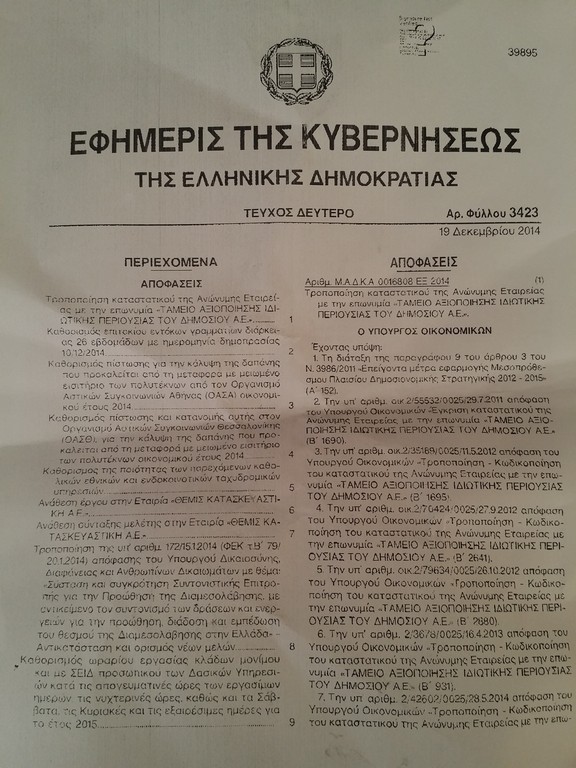 39895
ΕΦΗΜΕΡΙΣ ΤΗΣ ΚΥΒΕΡΝΗΣΕΩΣ
ΤΗΣ ΕΛΛΗΝΙΚΗΣ ΔΗΜΟΚΡΑΤΙΑΣ
ΤΕΥΧΟΣ ΔΕΥΤΕΡΟ
Αρ. Φύλλου 3423
19 Δεκεμβρίου 2014
ΠΕΡΙΕΧΟΜΕΝΑ
ΑΠΟΦΑΣΕΙΣ
Τροποποίηση καταστατικού της Ανώνυμης Εταιρεί-
ας με την επωνυμία «ΤΑΜΕΙΟ ΑΞΙΟΠΟΙΗΣΗΣ ΙΔΙ-
ΩΤΙΚΗΣ ΠΕΡΙΟΥΣΙΑΣ ΤΟΥ ΔΗΜΟΣΙΟΥ Α.Ε.». 1
Καθορισμός επιτοκίου εντόκων γραμματίων διάρκει-
ας 26 εβδομάδων με ημερομηνία δημοπρασίας
10/12/2014 2
Καθορισμός πίστωσης για την κάλυψη της δαπάνης
που προκαλείται από τη μεταφορά με μειωμένο
εισιτήριο των πολυτέκνων από τον Οργανισμό
Αστικών Συγκοινωνιών Αθήνας (ΟΑΣΑ) οικονομι-
κού έτους 2014 3
Καθορισμός πίστωσης και κατανομής αυτής στον
Οργανισμό Αστικών Συγκοινωνιών Θεσσαλονίκης
(ΟΑΣΘ), για την κάλυψη της δαπάνης που προ-
καλείται από τη μεταφορά με μειωμένο εισιτήριο
των πολυτέκνων οικονομικού έτους 2014 4
Καθορισμός της ποιότητας των παρεχόμενων καθο-
λικών εθνικών και ενδοκοινοτικών ταχυδρομικών
υπηρεσιών 5
Ανάθεση έργου στην Εταιρία «ΘΕΜΙΣ ΚΑΤΑΣΚΕΥΑΣΤΙ-
ΚΗ Α.Ε.» 6
Ανάθεση σύνταξης μελέτης στην Εταιρία «ΘΕΜΙΣ ΚΑ-
ΤΑΣΚΕΥΑΣΤΙΚΗ Α.Ε.» 7
Τροποποίηση της υπ' αριθμ. 172/15.1.2014 (ΦΕΚ τ.Β΄ 79/
20.1.2014) απόφασης του Υπουργού Δικαιοσύνης,
Διαφάνειας και Ανθρωπίνων Δικαιωμάτων με θέμα:
«Σύσταση και συγκρότηση Συντονιστικής Επιτρο-
πής για την Προώθηση της Διαμεσολάβησης, με
αντικείμενο τον συντονισμό των δράσεων και ενερ-
γειών για την προώθηση, διάδοση και εμπέδωση
του θεσμού της Διαμεσολάβησης στην Ελλάδα» -
Αντικατάσταση και ορισμός νέων μελών 8
Καθορισμός ωραρίου εργασίας κλάδων μονίμου
και με ΣΕΙΔ προσωπικού των Δασικών Υπηρεσι-
ών κατά τις απογευματινές ώρες των εργασίμων
ημερών, τις νυχτερινές ώρες, καθώς και τα Σάβ-
βατα, τις Κυριακές και τις εξαιρέσιμες ημέρες για
το έτος 2015 9
ΑΠΟΦΑΣΕΙΣ
Αριθμ. Μ.Α.Δ.Κ.Α 0016808 ΕΞ 2014 (1)
Τροποποίηση καταστατικού της Ανώνυμης Εταιρείας
με την επωνυμία «ΤΑΜΕΙΟ ΑΞΙΟΠΟΙΗΣΗΣ ΙΔΙΩΤΙΚΗΣ
ΠΕΡΙΟΥΣΙΑΣ ΤΟΥ ΔΗΜΟΣΙΟΥ Α.Ε.».
Ο ΥΠΟΥΡΓΟΣ ΟΙΚΟΝΟΜΙΚΩΝ
Έχοντας υπόψη:
1. Τη διάταξη της παραγράφου 9 του άρθρου 3 του
Ν. 3986/2011 «Επείγοντα μέτρα εφαρμογής Μεσοπρόθε-
σμου Πλαισίου Δημοσιονομικής Στρατηγικής 2012 - 2015»
(Α΄ 152).
2. Την υπ' αριθμ. οικ.2/55532/0025/29.7.2011 απόφαση
του Υπουργού Οικονομικών «Έγκριση καταστατικού της
Ανώνυμης Εταιρείας με την επωνυμία «ΤΑΜΕΙΟ ΑΞΙΟ-
ΠΟΙΗΣΗΣ ΙΔΙΩΤΙΚΗΣ ΠΕΡΙΟΥΣΙΑΣ ΤΟΥ ΔΗΜΟΣΙΟΥ Α.Ε.»
(Β΄ 1690).
3. Την υπ' αριθμ. οικ.2/35169/0025/11.5.2012 απόφαση του
Υπουργού Οικονομικών «Τροποποίηση - Κωδικοποίηση
του καταστατικού της Ανώνυμης Εταιρείας με την επω-
νυμία «ΤΑΜΕΙΟ ΑΞΙΟΠΟΙΗΣΗΣ ΙΔΙΩΤΙΚΗΣ ΠΕΡΙΟΥΣΙΑΣ
ΤΟΥ ΔΗΜΟΣΙΟΥ Α.Ε.» (Β΄ 1695).
4. Την υπ' αριθμ. οικ.2/70424/0025/27.9.2012 απόφαση
του Υπουργού Οικονομικών «Τροποποίηση - Κωδικο-
ποίηση του καταστατικού της Ανώνυμης Εταιρείας με
την επωνυμία «ΤΑΜΕΙΟ ΑΞΙΟΠΟΙΗΣΗΣ ΙΔΙΩΤΙΚΗΣ ΠΕΡΙ-
ΟΥΣΙΑΣ ΤΟΥ ΔΗΜΟΣΙΟΥ Α.Ε.» (Β΄ 2641).
5. Την υπ' αριθμ. οικ.2/79634/0025/26.10.2012 απόφαση
του Υπουργού Οικονομικών «Τροποποίηση - Κωδικο-
ποίηση του καταστατικού της Ανώνυμης Εταιρείας με
την επωνυμία «ΤΑΜΕΙΟ ΑΞΙΟΠΟΙΗΣΗΣ ΙΔΙΩΤΙΚΗΣ ΠΕΡΙ-
ΟΥΣΙΑΣ ΤΟΥ ΔΗΜΟΣΙΟΥ Α.Ε.» (Β΄ 2880).
6. Την υπ' αριθμ. 2/3678/0025/16.4.2013 απόφαση του
Υπουργού Οικονομικών «Τροποποίηση - Κωδικοποίηση
του καταστατικού της Ανώνυμης Εταιρείας με την επω-
νυμία «ΤΑΜΕΙΟ ΑΞΙΟΠΟΙΗΣΗΣ ΙΔΙΩΤΙΚΗΣ ΠΕΡΙΟΥΣΙΑΣ
ΤΟΥ ΔΗΜΟΣΙΟΥ Α.Ε.» (Β΄ 931).
7. Την υπ' αριθμ. 2/42602/0025/28.5.2014 απόφαση του
Υπουργού Οικονομικών «Τροποποίηση - Κωδικοποίηση
του καταστατικού της Ανώνυμης Εταιρείας με την επω-